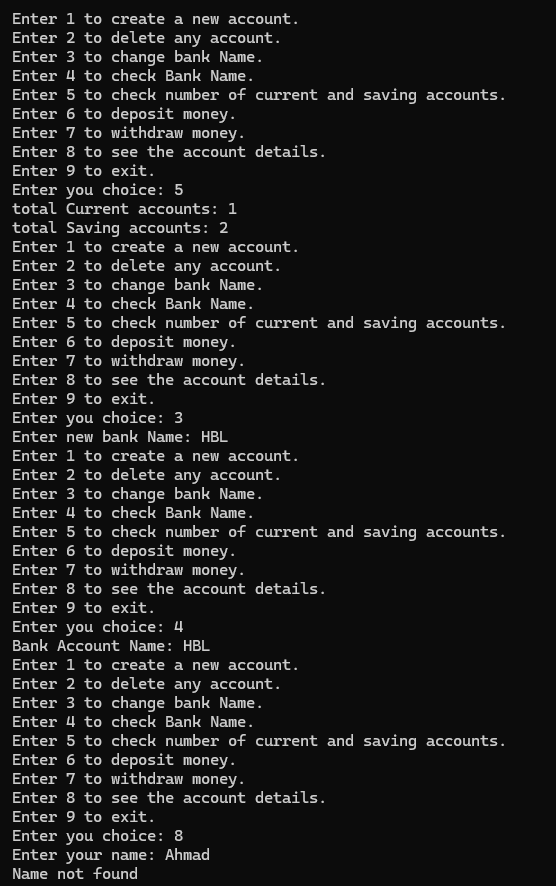 Enter 1 to create a new account.
Enter 2 to delete any account.
Enter 3 to change bank Name.
Enter 4 to check Bank Name.
Enter 5 to check number of current and saving accounts.
Enter 6 to deposit money.
Enter 7 to withdraw money.
Enter 8 to see the account details.
Enter 9 to exit.
Enter you choice: 5
total Current accounts: 1
total Saving accounts: 2
Enter 1 to create a new account.
Enter 2 to delete any account.
Enter 3 to change bank Name.
Enter 4 to check Bank Name.
Enter 5 to check number of current and saving accounts.
Enter 6 to deposit money.
Enter 7 to withdraw money.
Enter 8 to see the account details.
Enter 9 to exit.
Enter you choice: 3
Enter new bank Name: HBL
Enter 1 to create a new account.
Enter 2 to delete any account.
Enter 3 to change bank Name.
Enter 4 to check Bank Name.
Enter 5 to check number of current and saving accounts.
Enter 6 to deposit money.
Enter 7 to withdraw money.
Enter 8 to see the account details.
Enter 9 to exit.
Enter you choice: 4
Bank Account Name: HBL
Enter 1 to create a new account.
Enter 2 to delete any account.
Enter 3 to change bank Name.
Enter 4 to check Bank Name.
Enter 5 to check number of current and saving accounts.
Enter 6 to deposit money.
Enter 7 to withdraw money.
Enter 8 to see the account details.
Enter 9 to exit.
Enter you choice: 8
Enter your name: Ahmad
Name not found